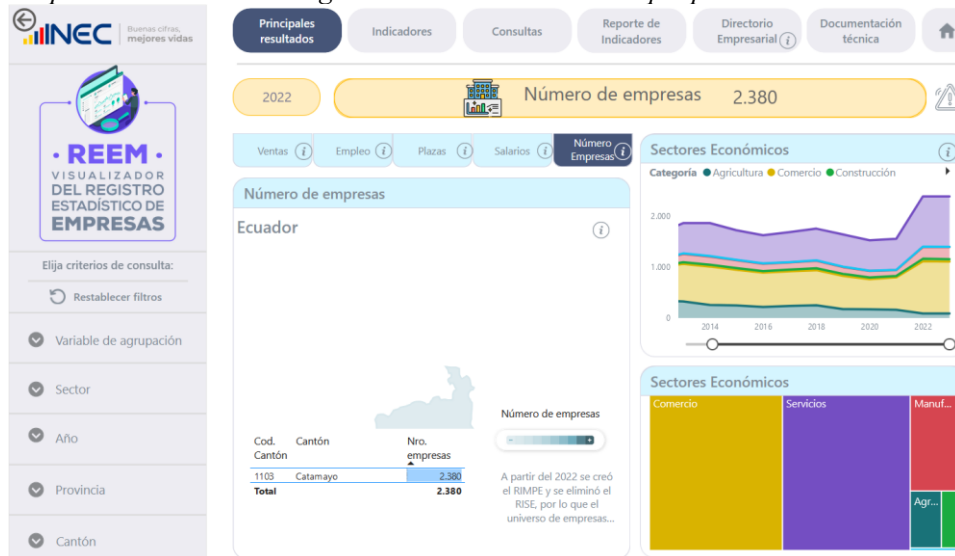 INEC
Buenas cifras,
mejores vidas
Principales
resultados
Indicadores
Consultas
Reporte de
Indicadores
Directorio
Empresarial i
Documentación
técnica
2022
Número de empresas 2.380
• REEM •
VISUALIZADOR
DEL REGISTRO
ESTADÍSTICO DE
EMPRESAS
Elija criterios de consulta:
Restablecer filtros
Variable de agrupación
Sector
Año
Provincia
Cantón
Ventas i
Empleo i
Plazas i
Salarios i
Número
Empresas i
Número de empresas
Ecuador i
Número de empresas
- +
Cod.
Cantón
Cantón
Nro.
empresas
1103 Catamayo 2.380
Total 2.380
A partir del 2022 se creó
el RIMPE y se eliminó el
RISE, por lo que el
universo de empresas...
Sectores Económicos i
Categoría Agricultura Comercio Construcción
2.000
1.000
0
2014 2016 2018 2020 2022
Sectores Económicos
Comercio
Servicios
Manuf...
Agr...